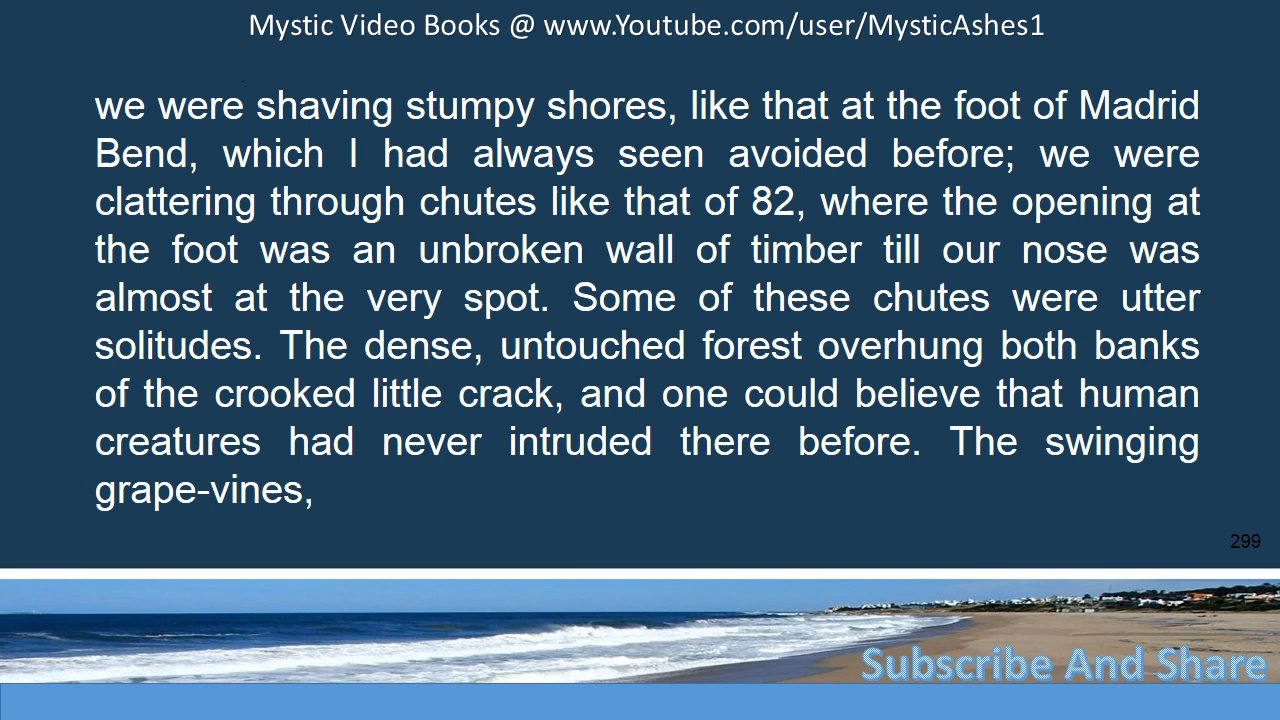 Mystic Video Books @ www.Youtube.com/user/MysticAshes1
we were shaving stumpy shores, like that at the foot of Madrid
Bend, which I had always seen avoided before; we were
clattering through chutes like that of 82, where the opening at
the foot was an unbroken wall of timber till our nose was
almost at the very spot. Some of these chutes were utter
solitudes. The dense, untouched forest overhung both banks
of the crooked little crack, and one could believe that human
creatures had never intruded there before. The swinging
grape-vines,
299
Subscribe And Share